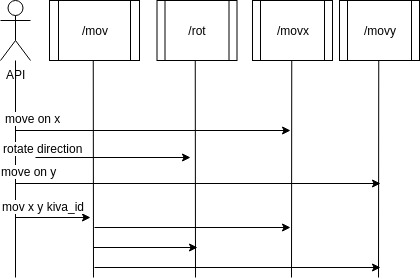 /mov
/rot
/movx
/movy
API
move on x
rotate direction
move on y
mov x y kiva_id